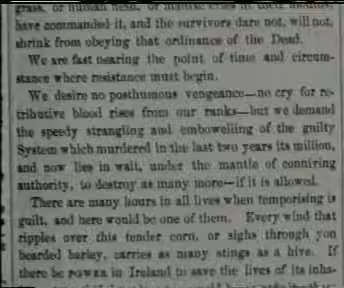 grass, or human flesh, or maniac cries in their mouths,
have commanded it, and the survivors dare not, will not,
shrink from obeying that ordinance of the Dead.
We are fast nearing the point of time and circum-
stance where resistance must begin.
We desire no posthumous vengeance—no cry for re-
tributive blood rises from our ranks—but we demand
the speedy strangling and embowelling of the guilty
System which murdered in the last two years its million,
and now lies in wait, under the mantle of conniving
authority, to destroy as many more—if it is allowed.
There are many hours in all lives when temporising is
guilt, and here would be one of them. Every wind that
ripples over this tender corn, or sighs through yon
bearded barley, carries as many stings as a hive. If
there be power in Ireland to save the lives of its inha-